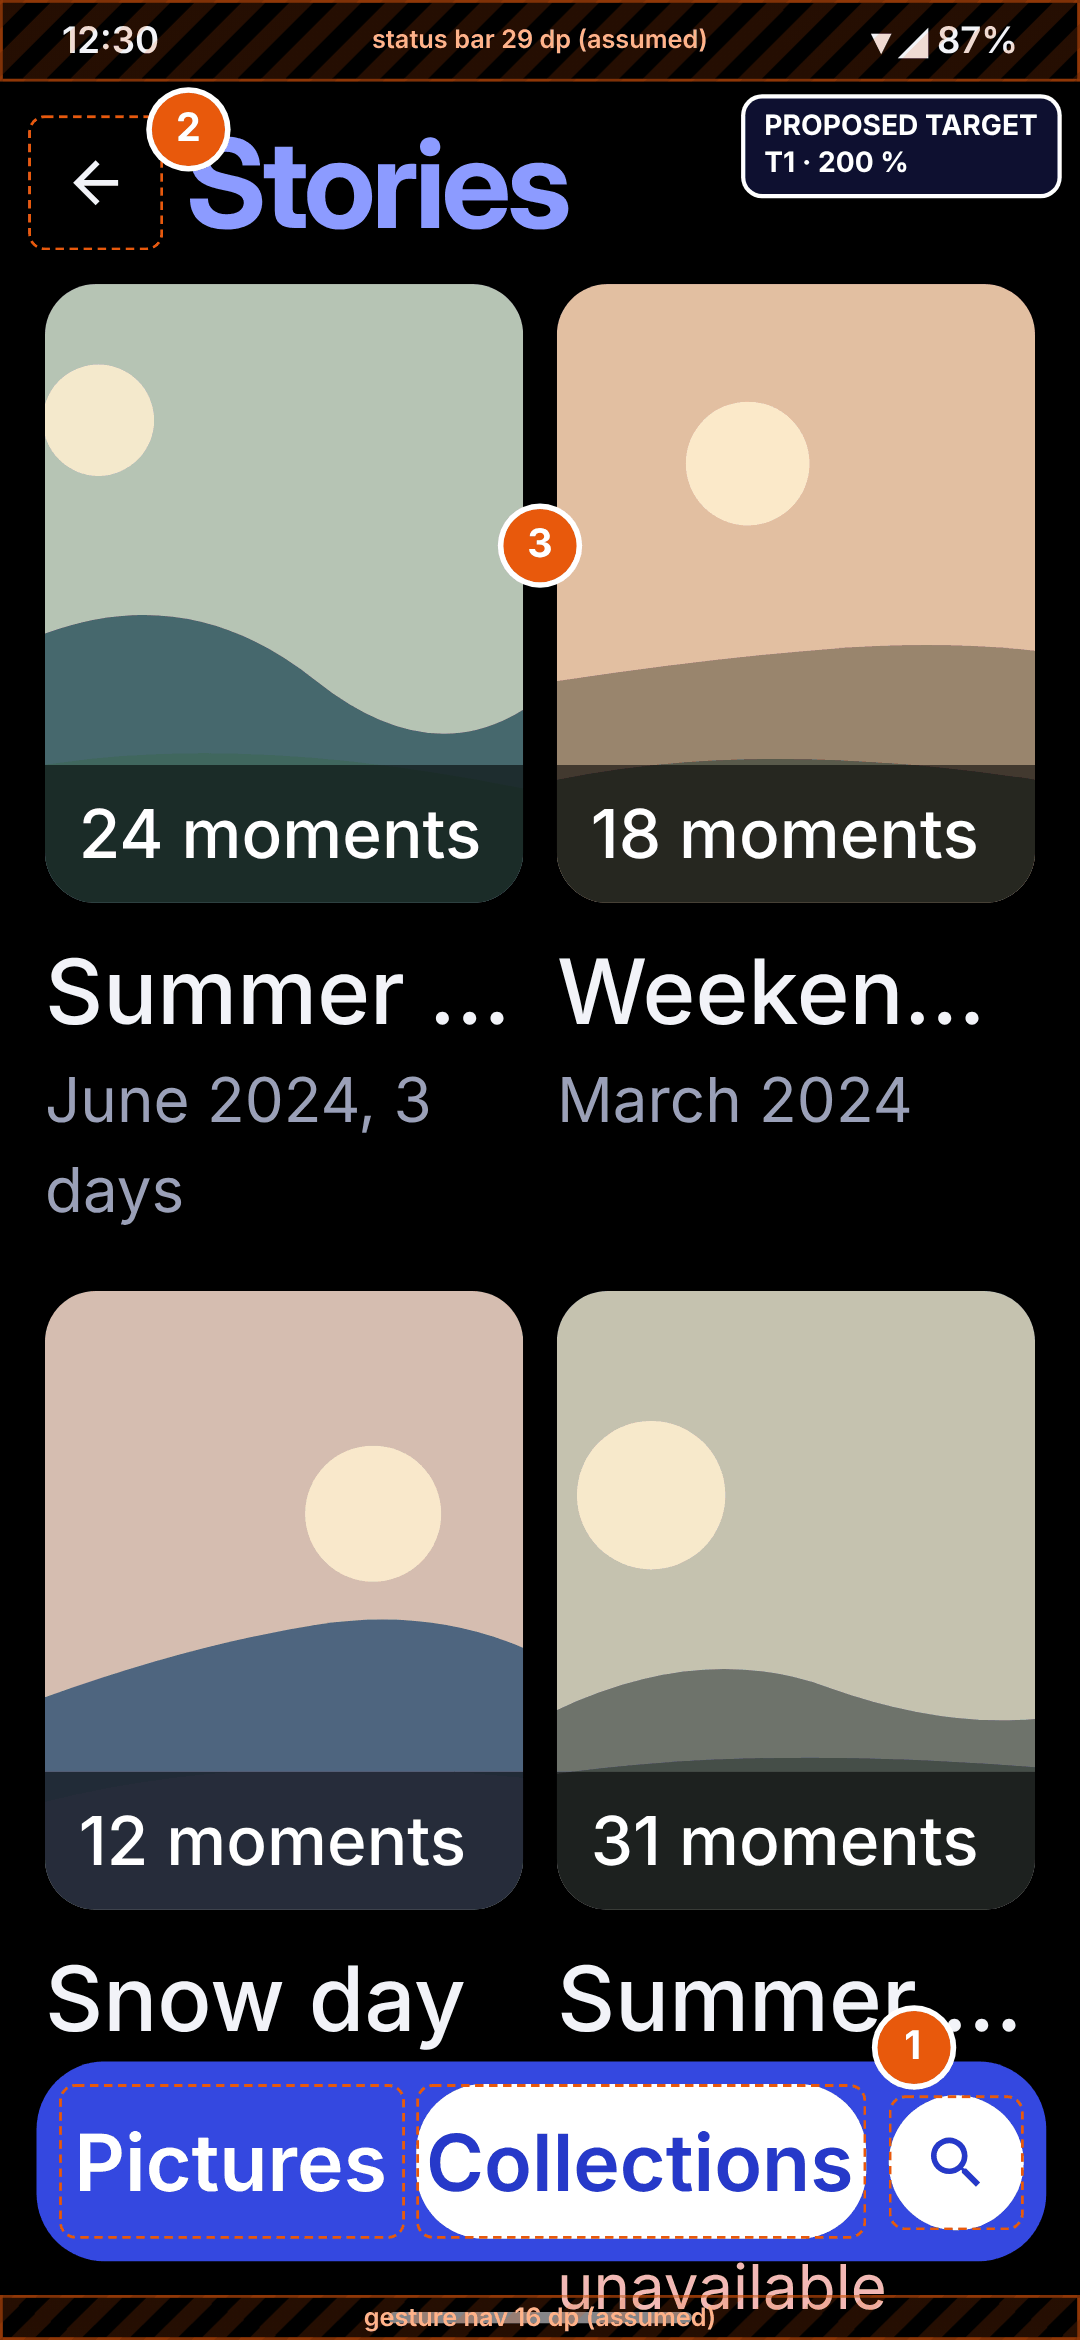 12:30
status bar 29 dp (assumed)
87%
2
Stories
PROPOSED TARGET
T1 · 200 %
3
24 moments
18 moments
Summer ...
Weeken...
June 2024, 3
days
March 2024
12 moments
31 moments
Snow day
Summer ...
1
Pictures
Collections
unavailable
gesture nav 16 dp (assumed)